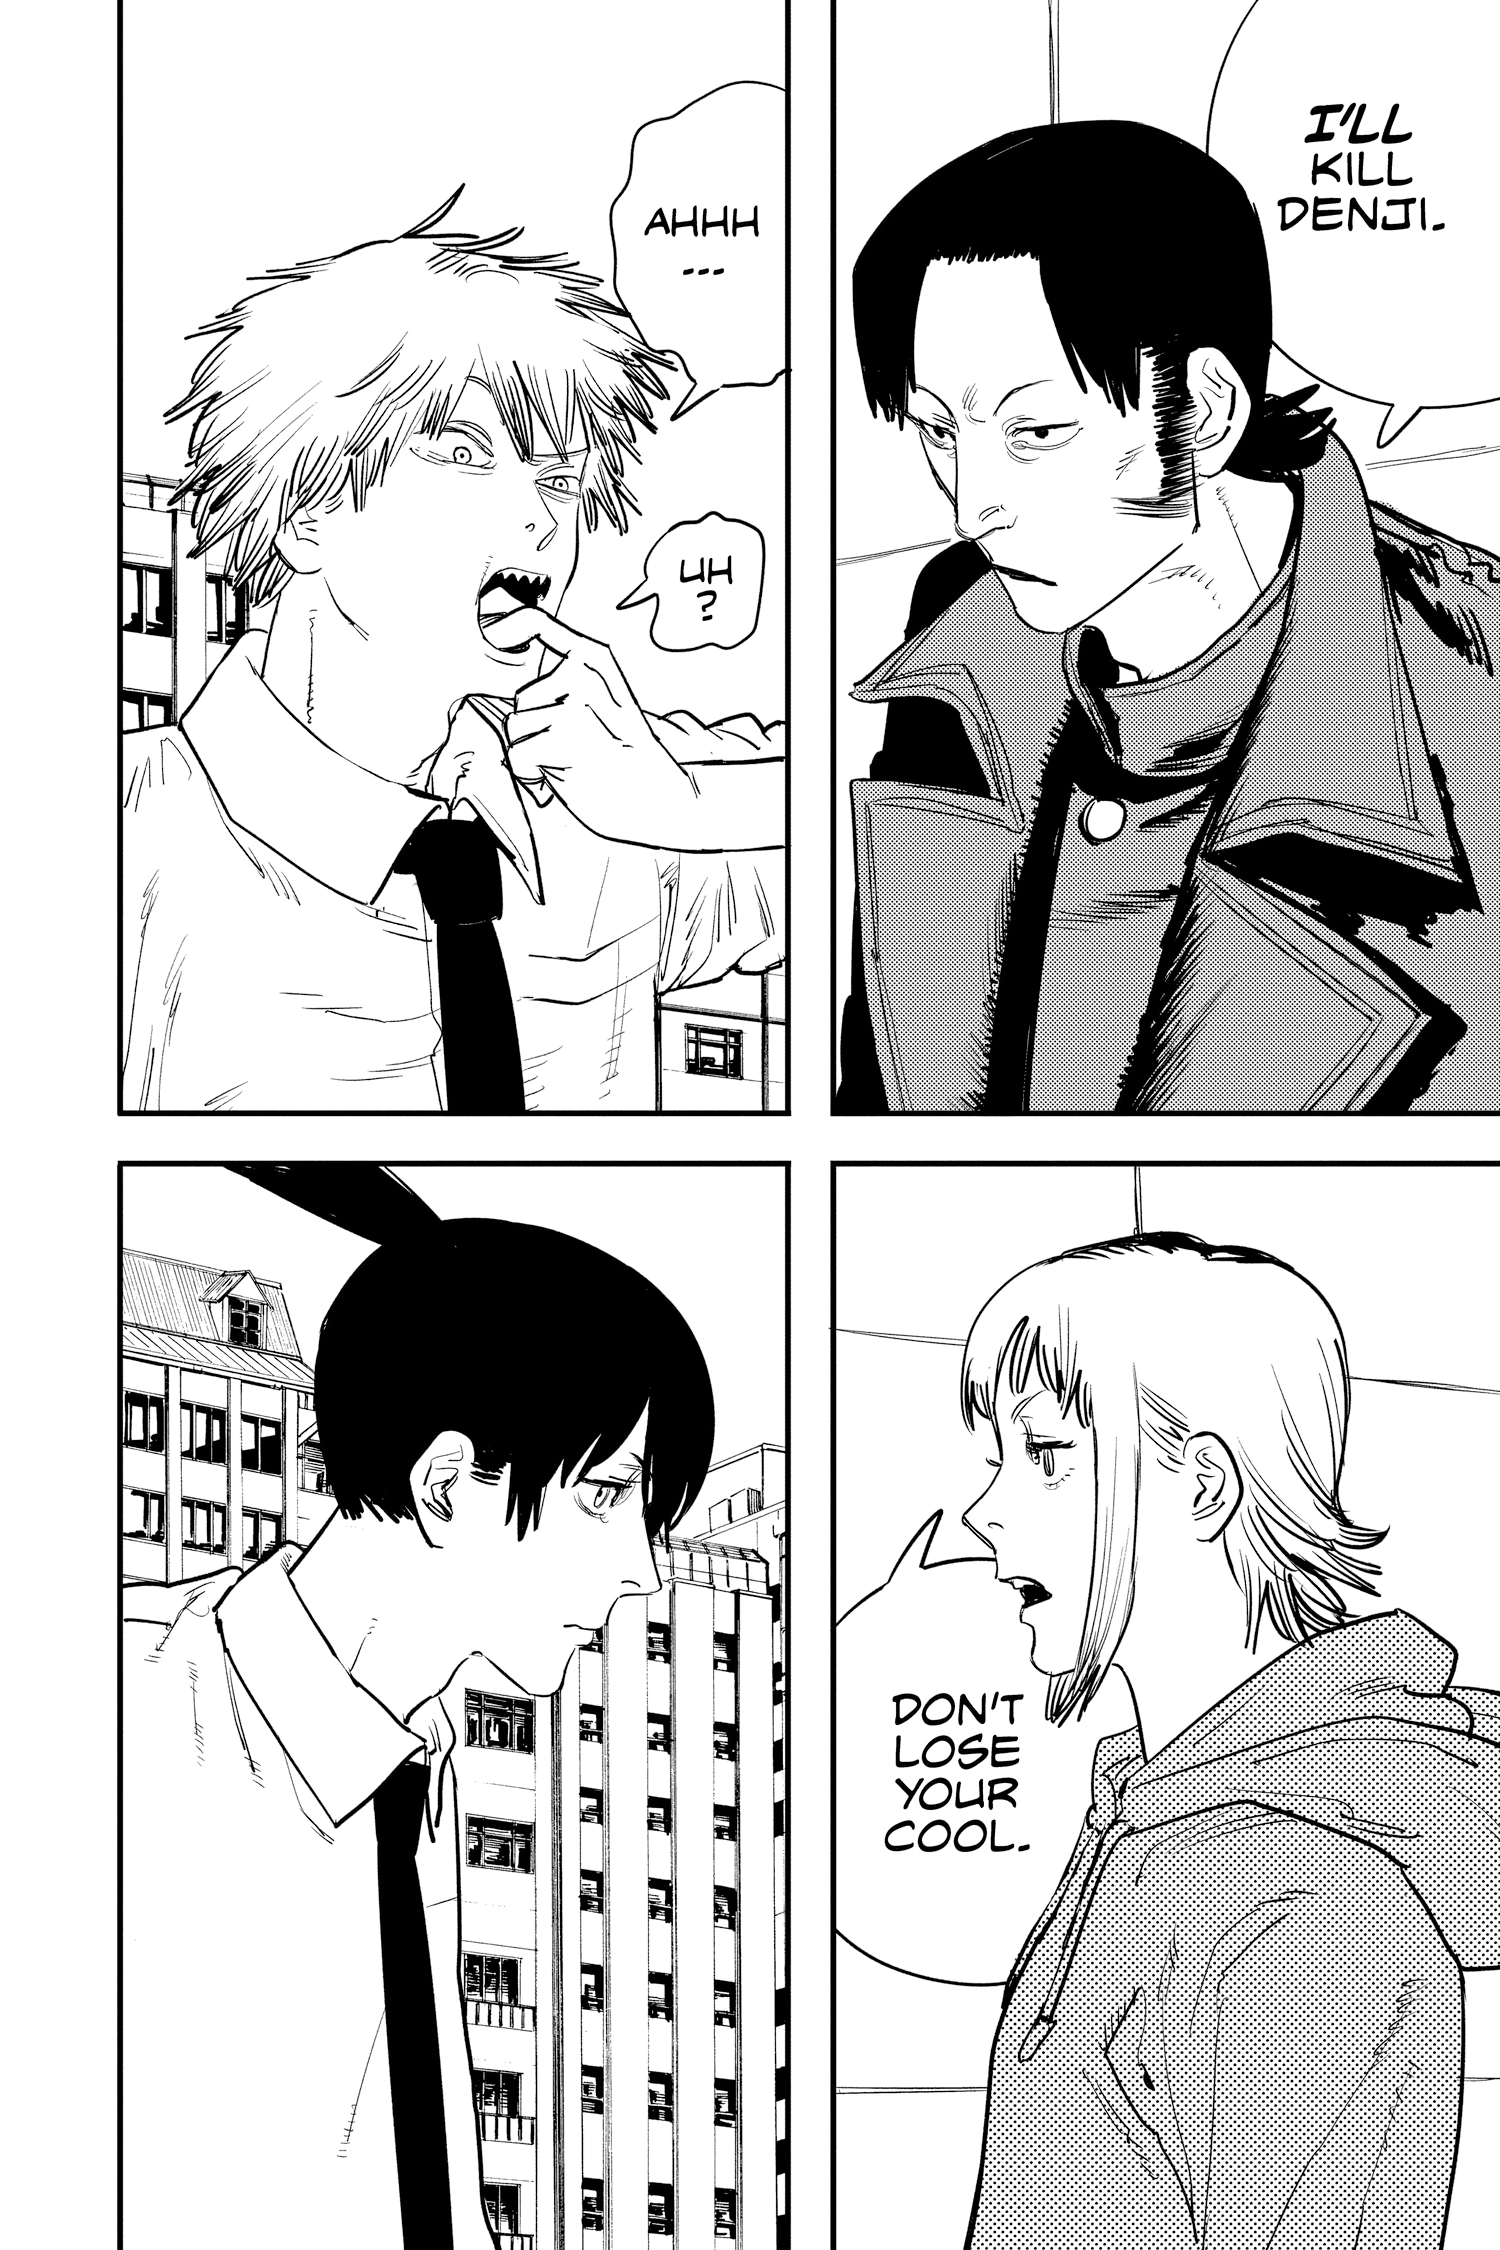 I'LL
KILL
DENJI.
AHHH
...
UH
?
DON'T
LOSE
YOUR
COOL.